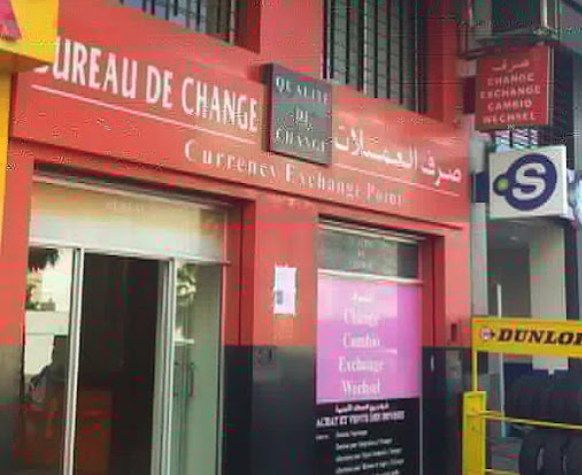 BUREAU DE CHANGE
QUALITE
DE
CHANGE
صرف العملات
Currency Exchange Point
صرف
CHANGE
EXCHANGE
CAMBIO
WECHSEL
S
DUNLOP
Change
Cambio
Exchange
Wechsel
ACHAT ET VENTE DES DEVISES